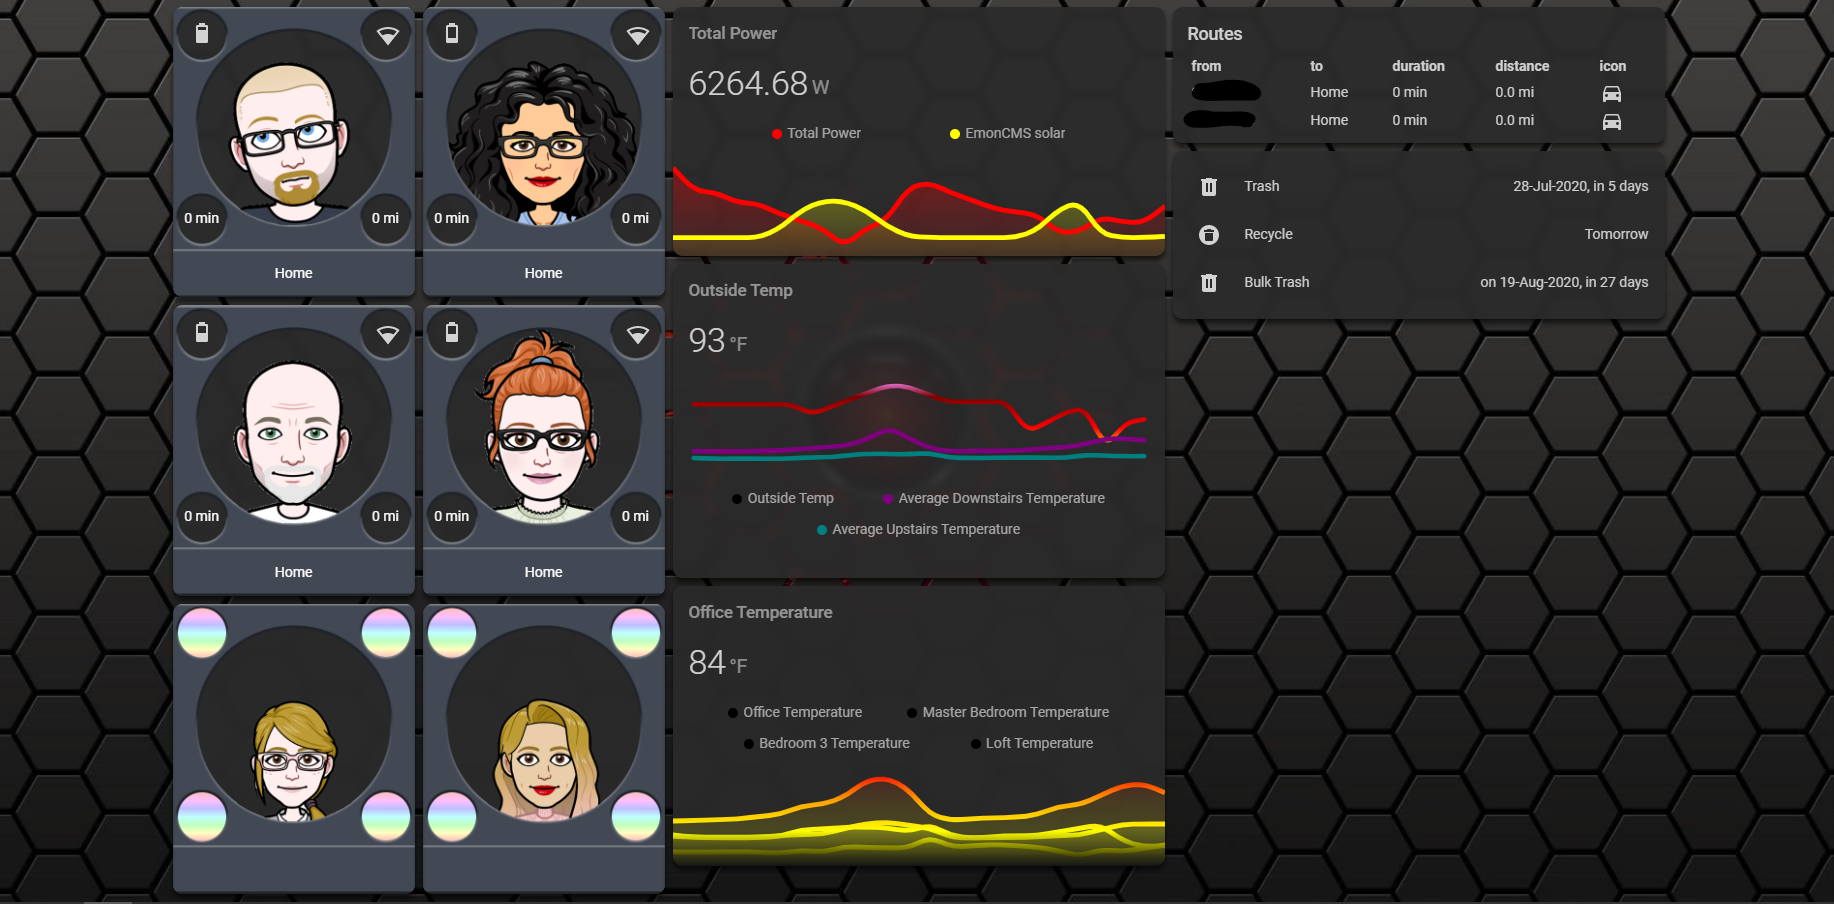 0 min
0 mi
Home
0 min
0 mi
Home
0 min
0 mi
Home
0 min
0 mi
Home
Total Power
6264.68 W
Total Power
EmonCMS solar
Outside Temp
93 °F
Outside Temp
Average Downstairs Temperature
Average Upstairs Temperature
Office Temperature
84 °F
Office Temperature
Master Bedroom Temperature
Bedroom 3 Temperature
Loft Temperature
Routes
from to duration distance icon
Home 0 min 0.0 mi
Home 0 min 0.0 mi
Trash 28-Jul-2020, in 5 days
Recycle Tomorrow
Bulk Trash on 19-Aug-2020, in 27 days